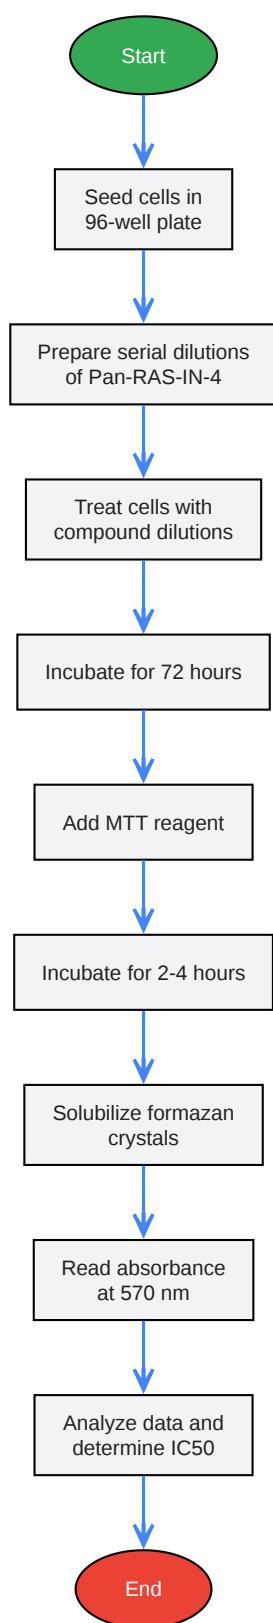 Start
Seed cells in
96-well plate
Prepare serial dilutions
of Pan-RAS-IN-4
Treat cells with
compound dilutions
Incubate for 72 hours
Add MTT reagent
Incubate for 2-4 hours
Solubilize formazan
crystals
Read absorbance
at 570 nm
Analyze data and
determine IC50
End